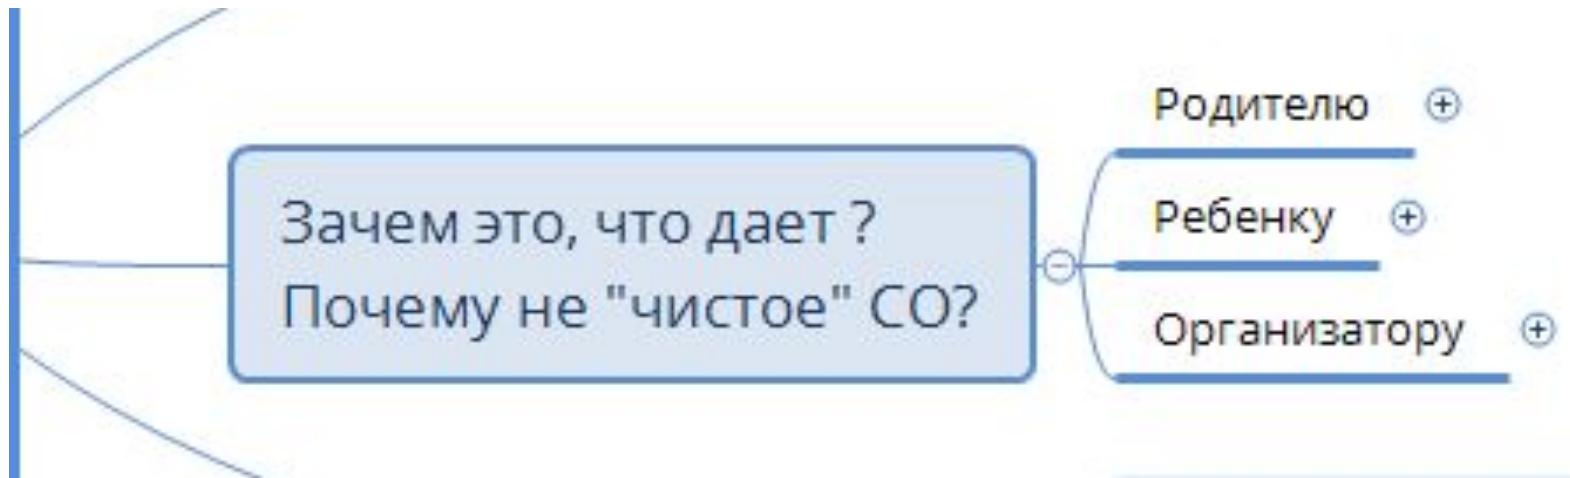 Зачем это, что дает ?
Почему не "чистое" СО?
Родителю
Ребенку
Организатору